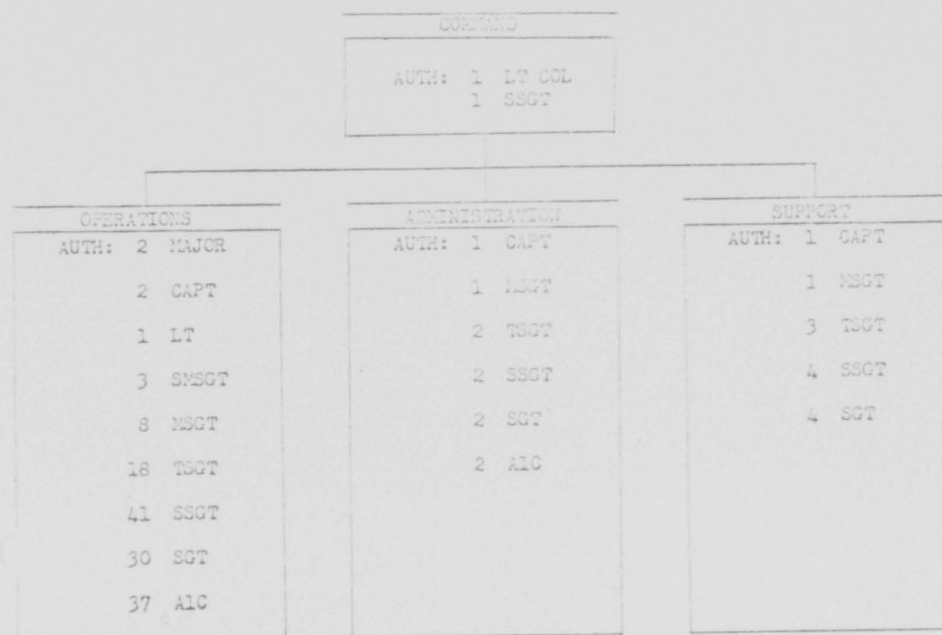 COMMAND
AUTH: 1 LT COL
1 SSGT
OPERATIONS
AUTH: 2 MAJOR
2 CAPT
1 LT
3 SMSGT
8 MSGT
18 TSGT
41 SSGT
30 SGT
37 A1C
ADMINISTRATION
AUTH: 1 CAPT
1 MSGT
2 TSGT
2 SSGT
2 SGT
2 A1C
SUPPORT
AUTH: 1 CAPT
1 MSGT
3 TSGT
4 SSGT
4 SGT